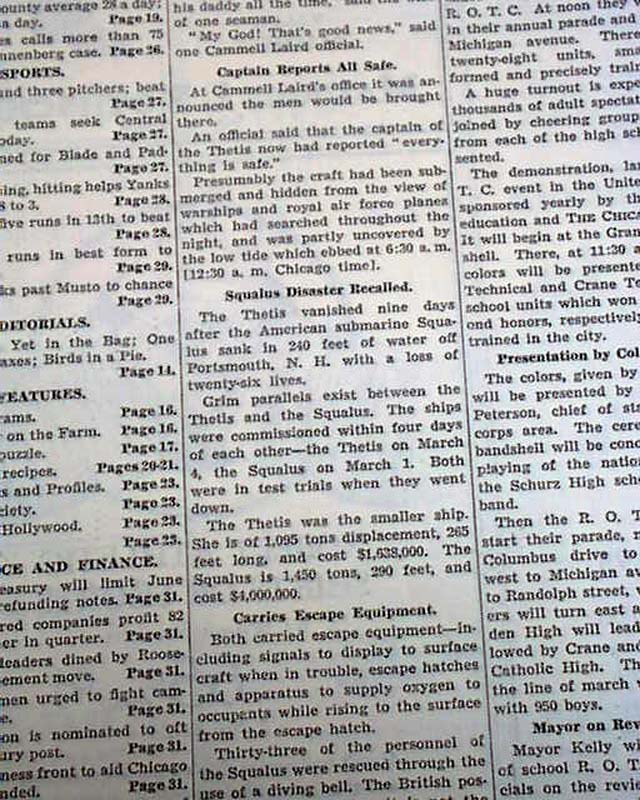 ounty average 28 a day;
Page 19.
es calls more than 75
nnenberg case. Page 26.
SPORTS.
and three pitchers; beat
Page 27.
teams seek Central
oday. Page 27.
ned for Blade and Pad-
Page 27.
ing, hitting helps Yanks
8 to 3. Page 28.
five runs in 13th to beat
Page 28.
runs in best form to
Page 29.
ks past Musto to chance
Page 29.
DITORIALS.
Yet in the Bag; One
axes; Birds in a Pie.
Page 14.
FEATURES.
rams. Page 16.
on the Farm. Page 16.
puzzle. Page 17.
recipes. Pages 20-21.
s and Profiles. Page 23.
ciety. Page 23.
Hollywood. Page 23.
Page 23.
CE AND FINANCE.
easury will limit June
refunding notes. Page 31.
red companies profit 82
er in quarter. Page 31.
leaders dined by Roose-
ement move. Page 31.
men urged to fight cam-
e. Page 31.
on is nominated to oft
ury post. Page 31.
ness front to aid Chicago
nded. Page 31.
his daddy all the time," said
of one seaman.
"My God! That's good news," said
one Cammell Laird official.
Captain Reports All Safe.
At Cammell Laird's office it was an-
nounced the men would be brought
there.
An official said that the captain of
the Thetis now had reported "every-
thing is safe."
Presumably the craft had been sub-
merged and hidden from the view of
warships and royal air force planes
which had searched throughout the
night, and was partly uncovered by
the low tide which ebbed at 6:30 a. m.
[12:30 a. m. Chicago time].
Squalus Disaster Recalled.
The Thetis vanished nine days
after the American submarine Squa-
lus sank in 240 feet of water off
Portsmouth, N. H. with a loss of
twenty-six lives.
Grim parallels exist between the
Thetis and the Squalus. The ships
were commissioned within four days
of each other—the Thetis on March
4, the Squalus on March 1. Both
were in test trials when they went
down.
The Thetis was the smaller ship.
She is of 1,095 tons displacement, 265
feet long, and cost $1,638,000. The
Squalus is 1,450 tons, 290 feet, and
cost $4,000,000.
Carries Escape Equipment.
Both carried escape equipment—in-
cluding signals to display to surface
craft when in trouble, escape hatches
and apparatus to supply oxygen to
occupants while rising to the surface
from the escape hatch.
Thirty-three of the personnel of
the Squalus were rescued through the
use of a diving bell. The British pos-
R. O. T. C. At noon they
in their annual parade and
Michigan avenue. There
twenty-eight units,
formed and precisely train
A huge turnout is expe
thousands of adult spectat
joined by cheering group
from each of the high sc
sented.
The demonstration, la
T. C. event in the Unite
sponsored yearly by the
education and THE CHIC
It will begin at the Gran
shell. There, at 11:30 a
colors will be presente
Technical and Crane Te
school units which won
ond honors, respectively
trained in the city.
Presentation by Col
The colors, given by
will be presented by
Peterson, chief of st
corps area. The cere
bandshell will be conc
playing of the natio
the Schurz High sch
band.
Then the R. O. T
start their parade,
Columbus drive to
west to Michigan av
to Randolph street,
ers will turn east
den High will lead
lowed by Crane and
Catholic High. Th
the line of march
with 950 boys.
Mayor on Rev
Mayor Kelly w
of school R. O. T.
cials on the revi